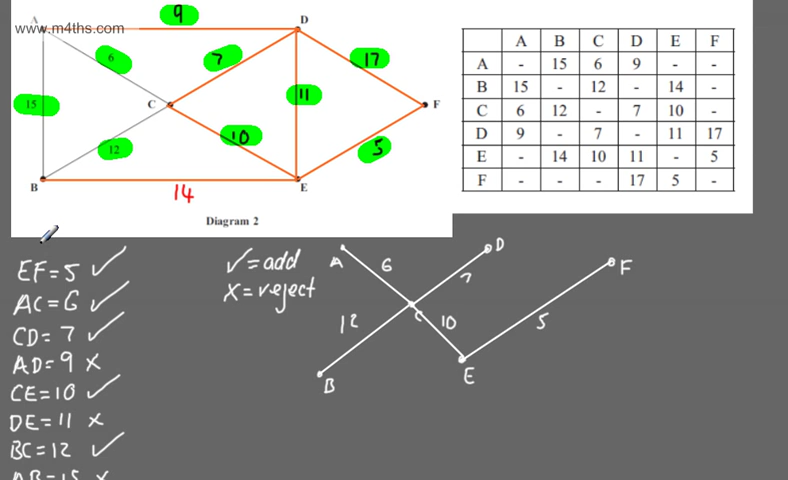 A
www.m4ths.com
9
D
6
7
17
15
C
11
F
12
10
5
B
14
E
Diagram 2
A B C D E F
A - 15 6 9 - -
B 15 - 12 - 14 -
C 6 12 - 7 10 -
D 9 - 7 - 11 17
E - 14 10 11 - 5
F - - - 17 5 -
EF=5 ✓
AC=6 ✓
CD=7 ✓
AD=9 x
CE=10 ✓
DE=11 x
BC=12 ✓
AB=15 x
✓=add
x=reject
A
6
D
7
F
C
12
10
5
B
E